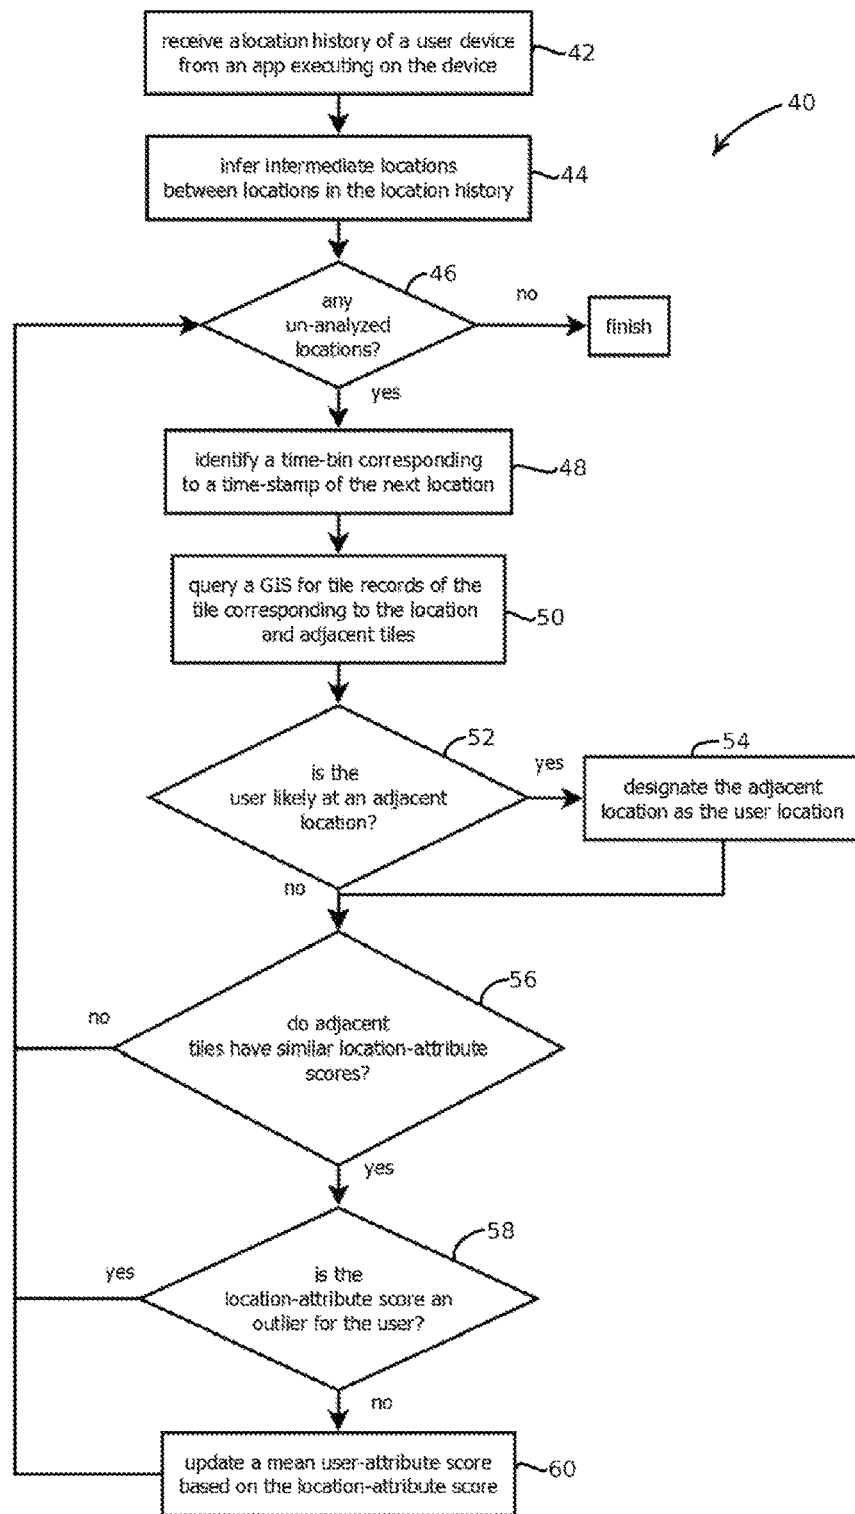 receive a location history of a user device
from an app executing on the device
42
40
infer intermediate locations
between locations in the location history
44
46
any
un-analyzed
locations?
no
finish
yes
identify a time-bin corresponding
to a time-stamp of the next location
48
query a GIS for tile records of the
tile corresponding to the location
and adjacent tiles
50
52
is the
user likely at an adjacent
location?
yes
54
designate the adjacent
location as the user location
no
56
no
do adjacent
tiles have similar location-attribute
scores?
yes
58
yes
is the
location-attribute score an
outlier for the user?
no
update a mean user-attribute score
based on the location-attribute score
60